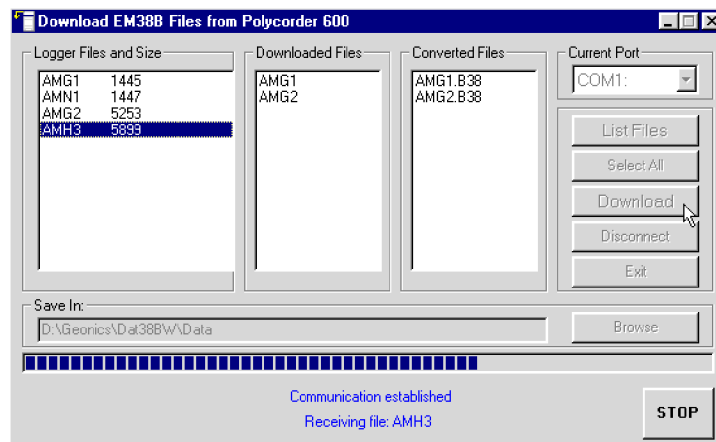 Download EM38B Files from Polycorder 600
Logger Files and Size
AMG1 1445
AMN1 1447
AMG2 5253
AMH3 5899
Downloaded Files
AMG1
AMG2
Converted Files
AMG1.B38
AMG2.B38
Current Port
COM1:
List Files
Select All
Download
Disconnect
Exit
Save In:
D:\Geonics\Dat38BW\Data
Browse
Communication established
Receiving file: AMH3
STOP